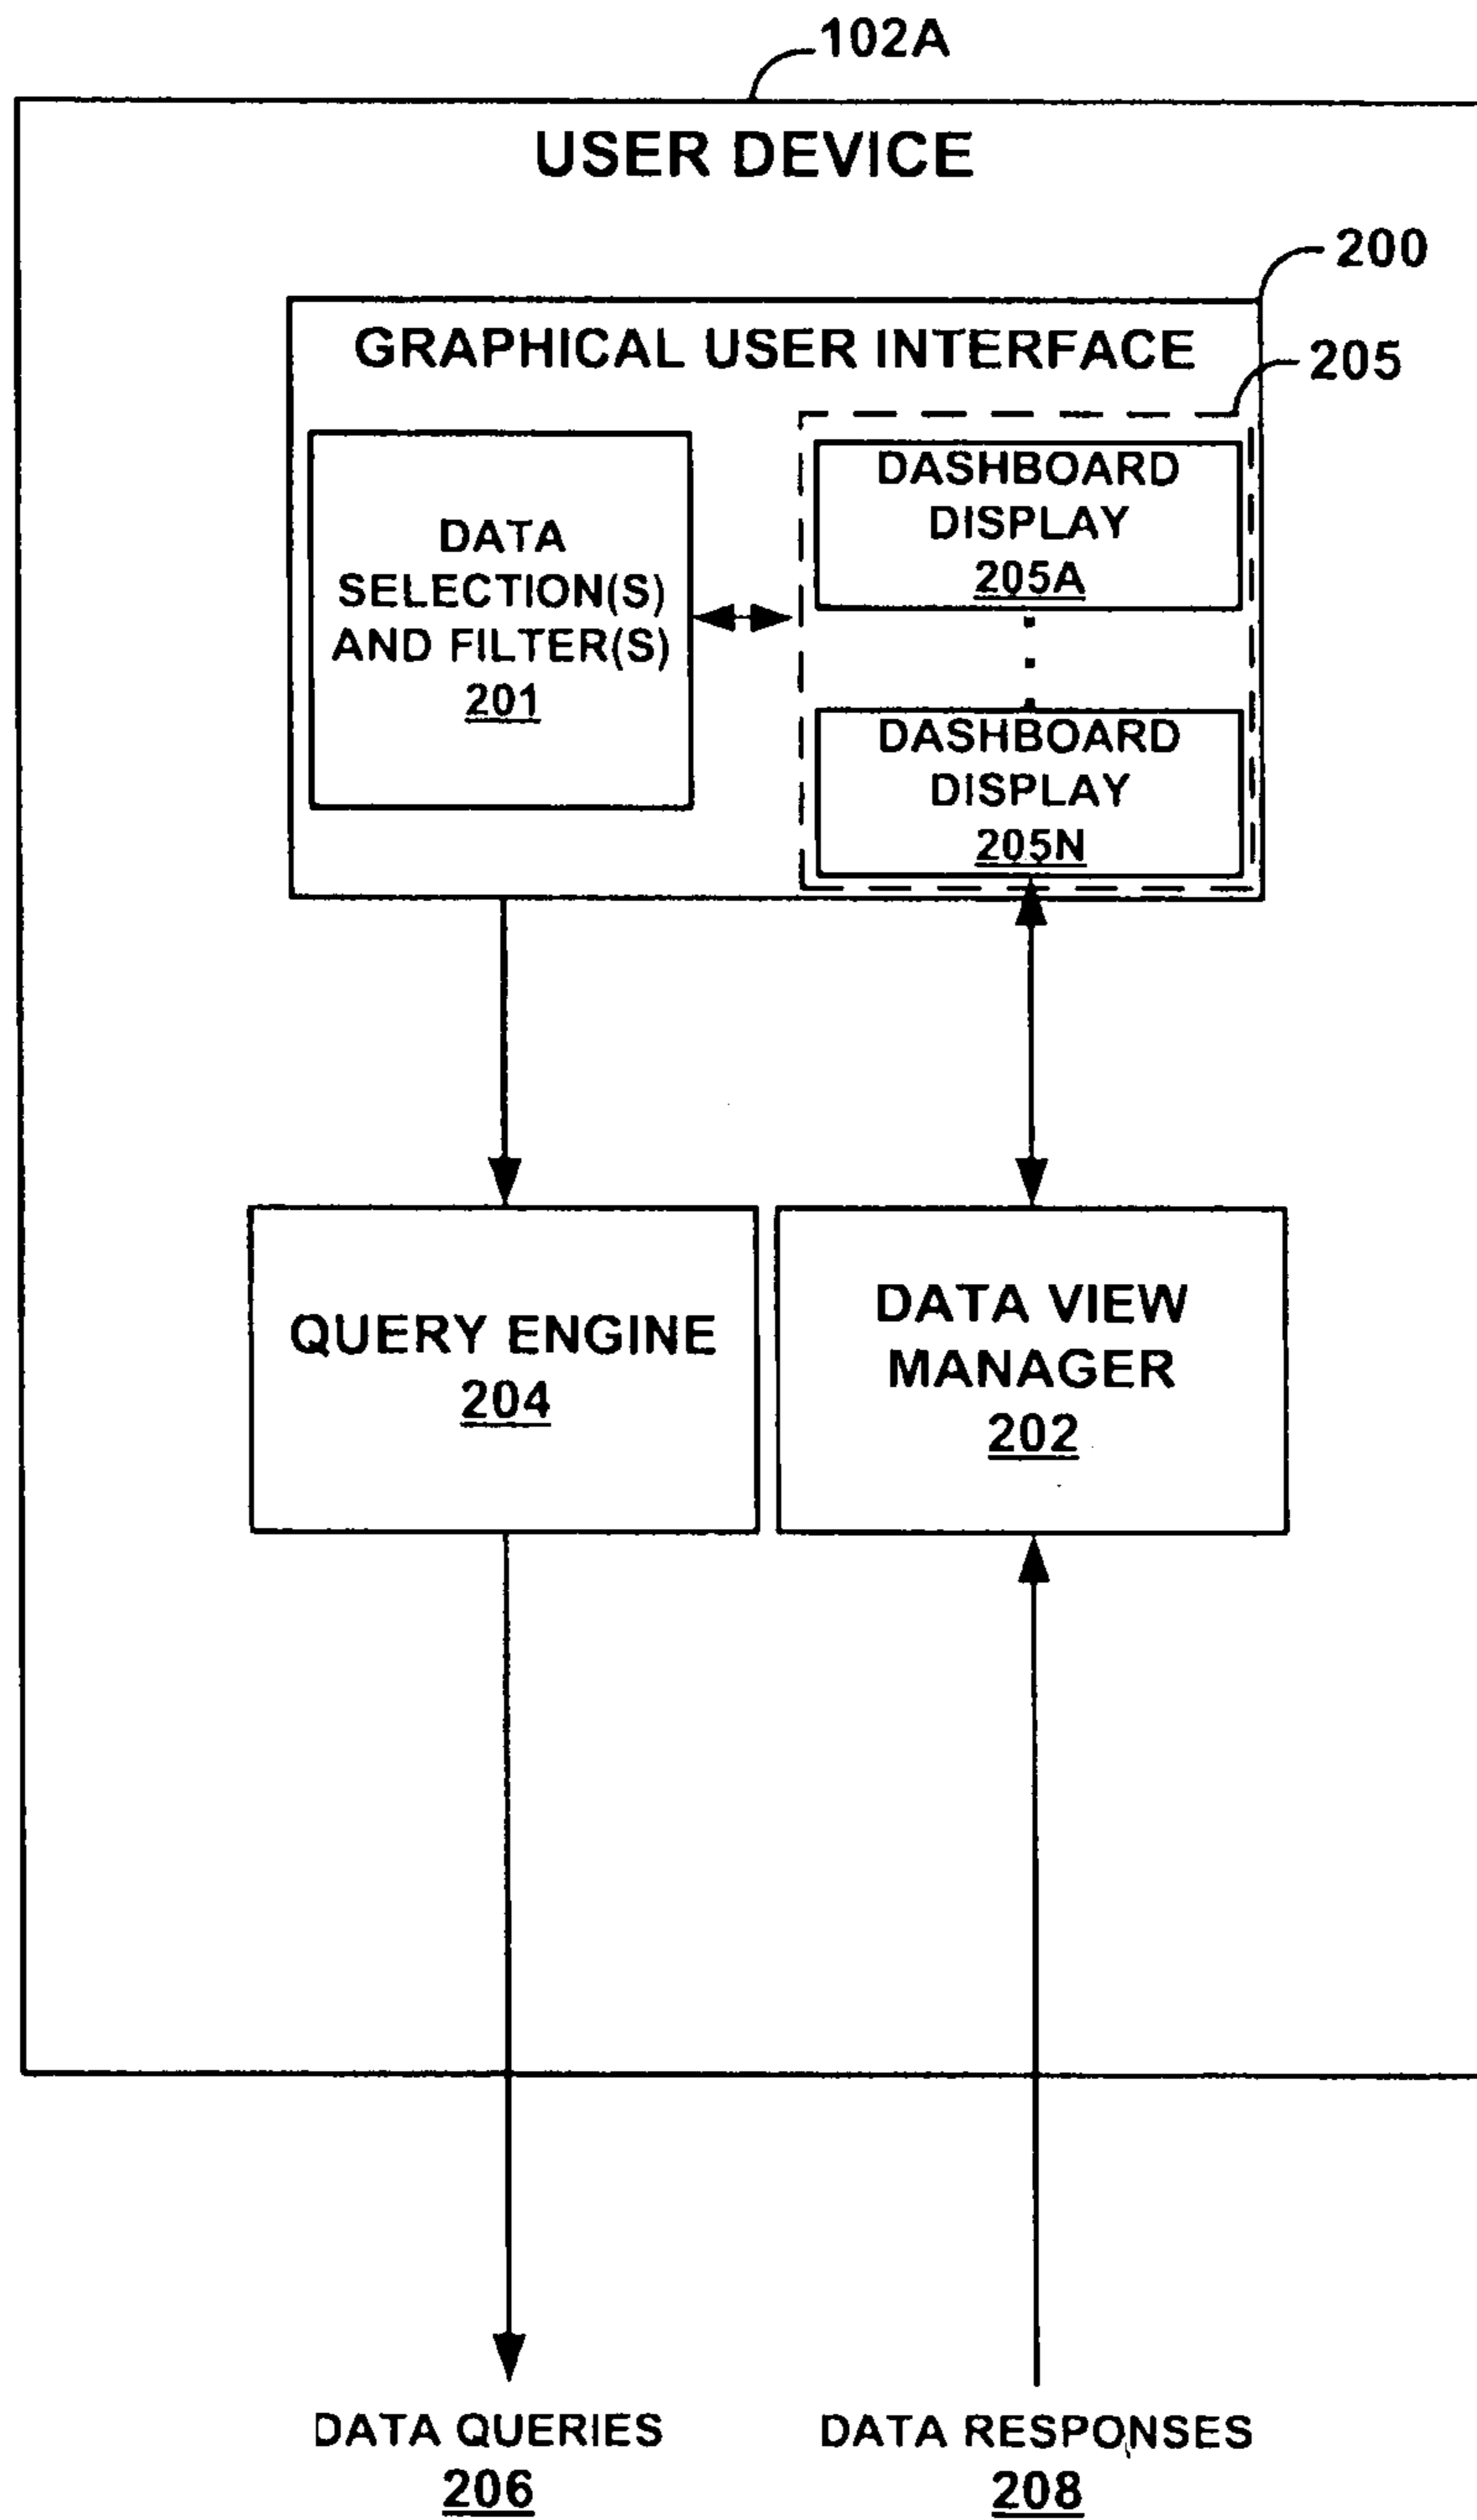 102A
USER DEVICE
200
GRAPHICAL USER INTERFACE
205
DATA
SELECTION(S)
AND FILTER(S)
201
DASHBOARD
DISPLAY
205A
DASHBOARD
DISPLAY
205N
QUERY ENGINE
204
DATA VIEW
MANAGER
202
DATA QUERIES
206
DATA RESPONSES
208